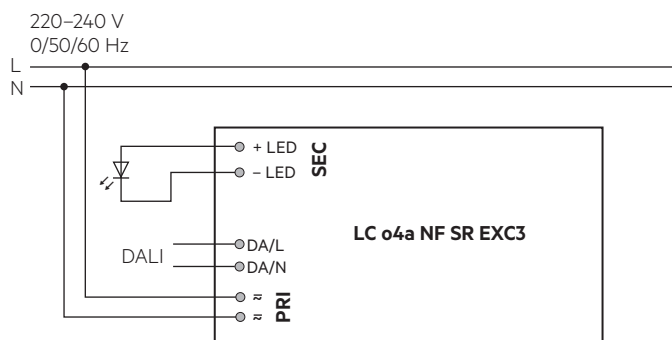 220–240 V
0/50/60 Hz
L
N
+ LED
– LED
SEC
LC o4a NF SR EXC3
DALI
DA/L
DA/N
≂
≂
PRI